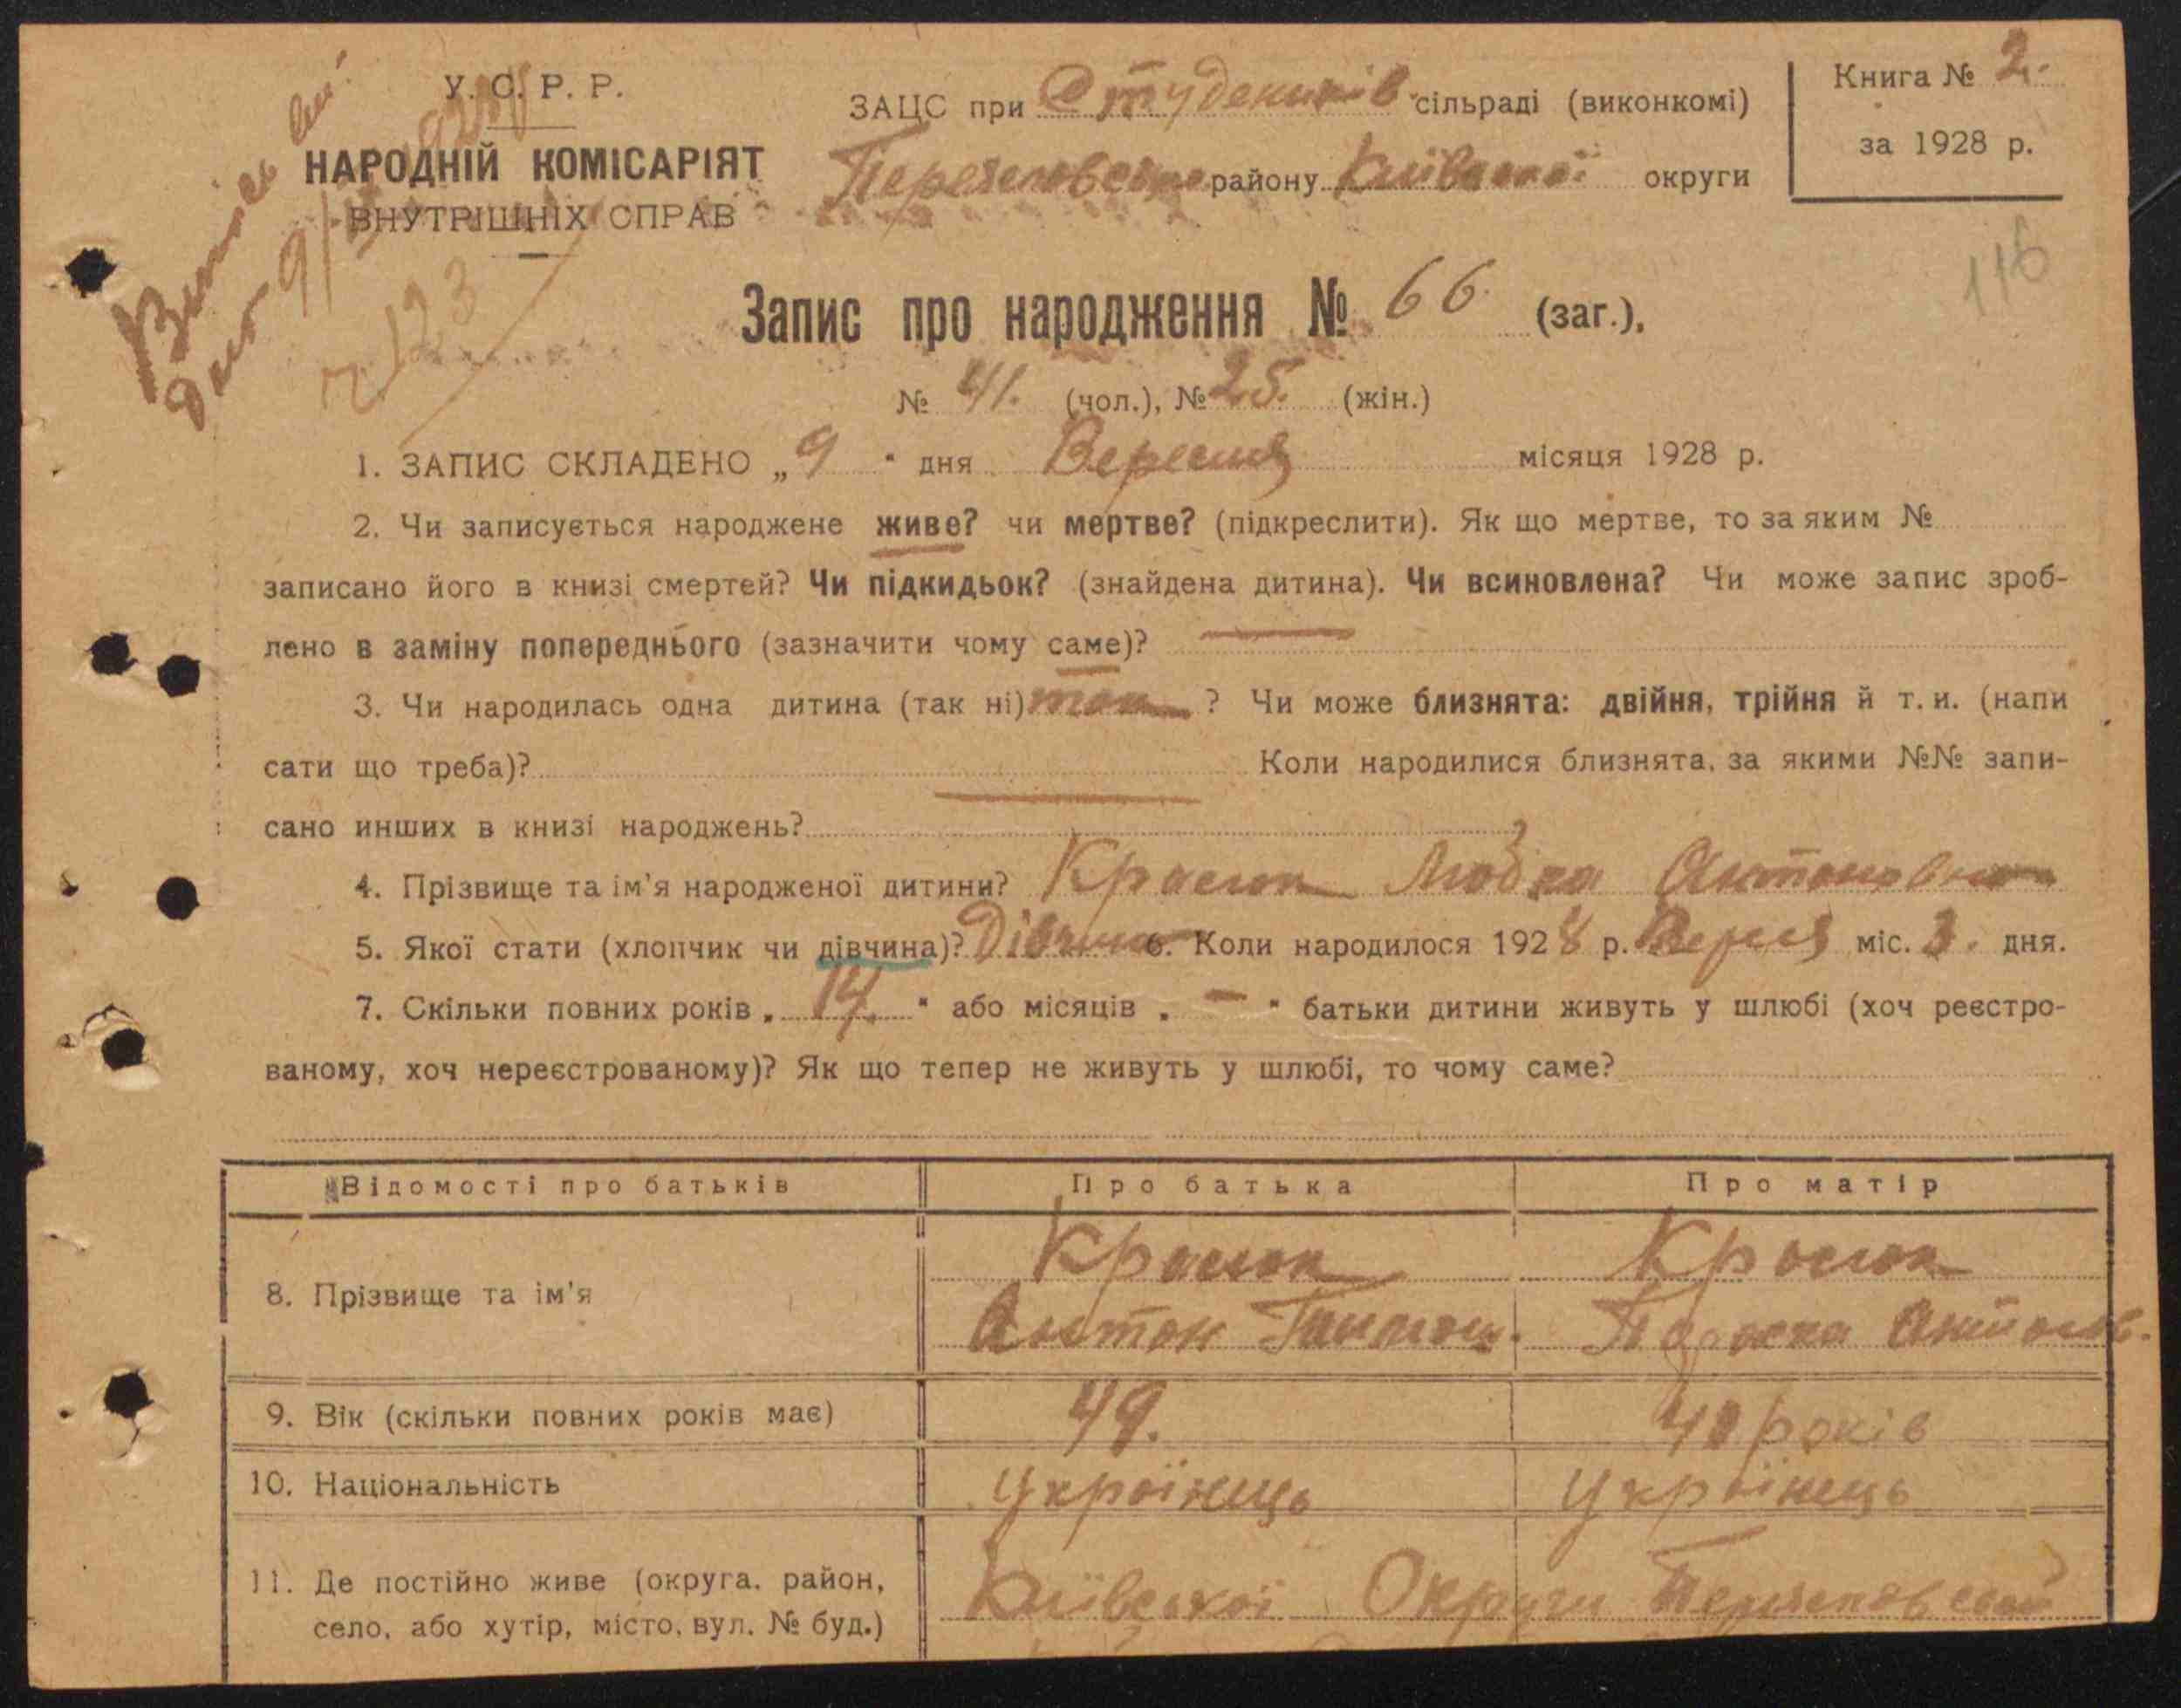 У. С. Р. Р.
НАРОДНІЙ КОМІСАРІЯТ
ВНУТРІШНІХ СПРАВ
ЗАЦС при Студеників. сільраді (виконкомі)
району Київської округи
Книга № 2.
за 1928 р.
116
Запис про народження № 66 (заг.),
№ 41. (чол.), № 25. (жін.)
1. ЗАПИС СКЛАДЕНО „9" дня Вересня місяця 1928 р.
2. Чи записується народжене живе? чи мертве? (підкреслити). Як що мертве, то за яким №
записано його в книзі смертей? Чи підкидьок? (знайдена дитина). Чи всиновлена? Чи може запис зроб-
лено в заміну попереднього (зазначити чому саме)?
3. Чи народилась одна дитина (так ні) так ? Чи може близнята: двійня, трійня й т. и. (напи
сати що треба)? Коли народилися близнята, за якими №№ запи-
сано инших в книзі народжень?
4. Прізвище та ім'я народженої дитини? Любка Антоновна
5. Якої стати (хлопчик чи дівчина)? Дівчина 6. Коли народилося 1928 р. міс. 3. дня.
7. Скільки повних років „ 14. " або місяців „ — " батьки дитини живуть у шлюбі (хоч реєстро-
ваному, хоч нереєстрованому)? Як що тепер не живуть у шлюбі, то чому саме?
Відомості про батьків Про батька Про матір
8. Прізвище та ім'я
Антон
9. Вік (скільки повних років має) 49. років
10. Національність Українець Українець
11. Де постійно живе (округа, район,
село, або хутір, місто, вул. № буд.)
Київської Округи